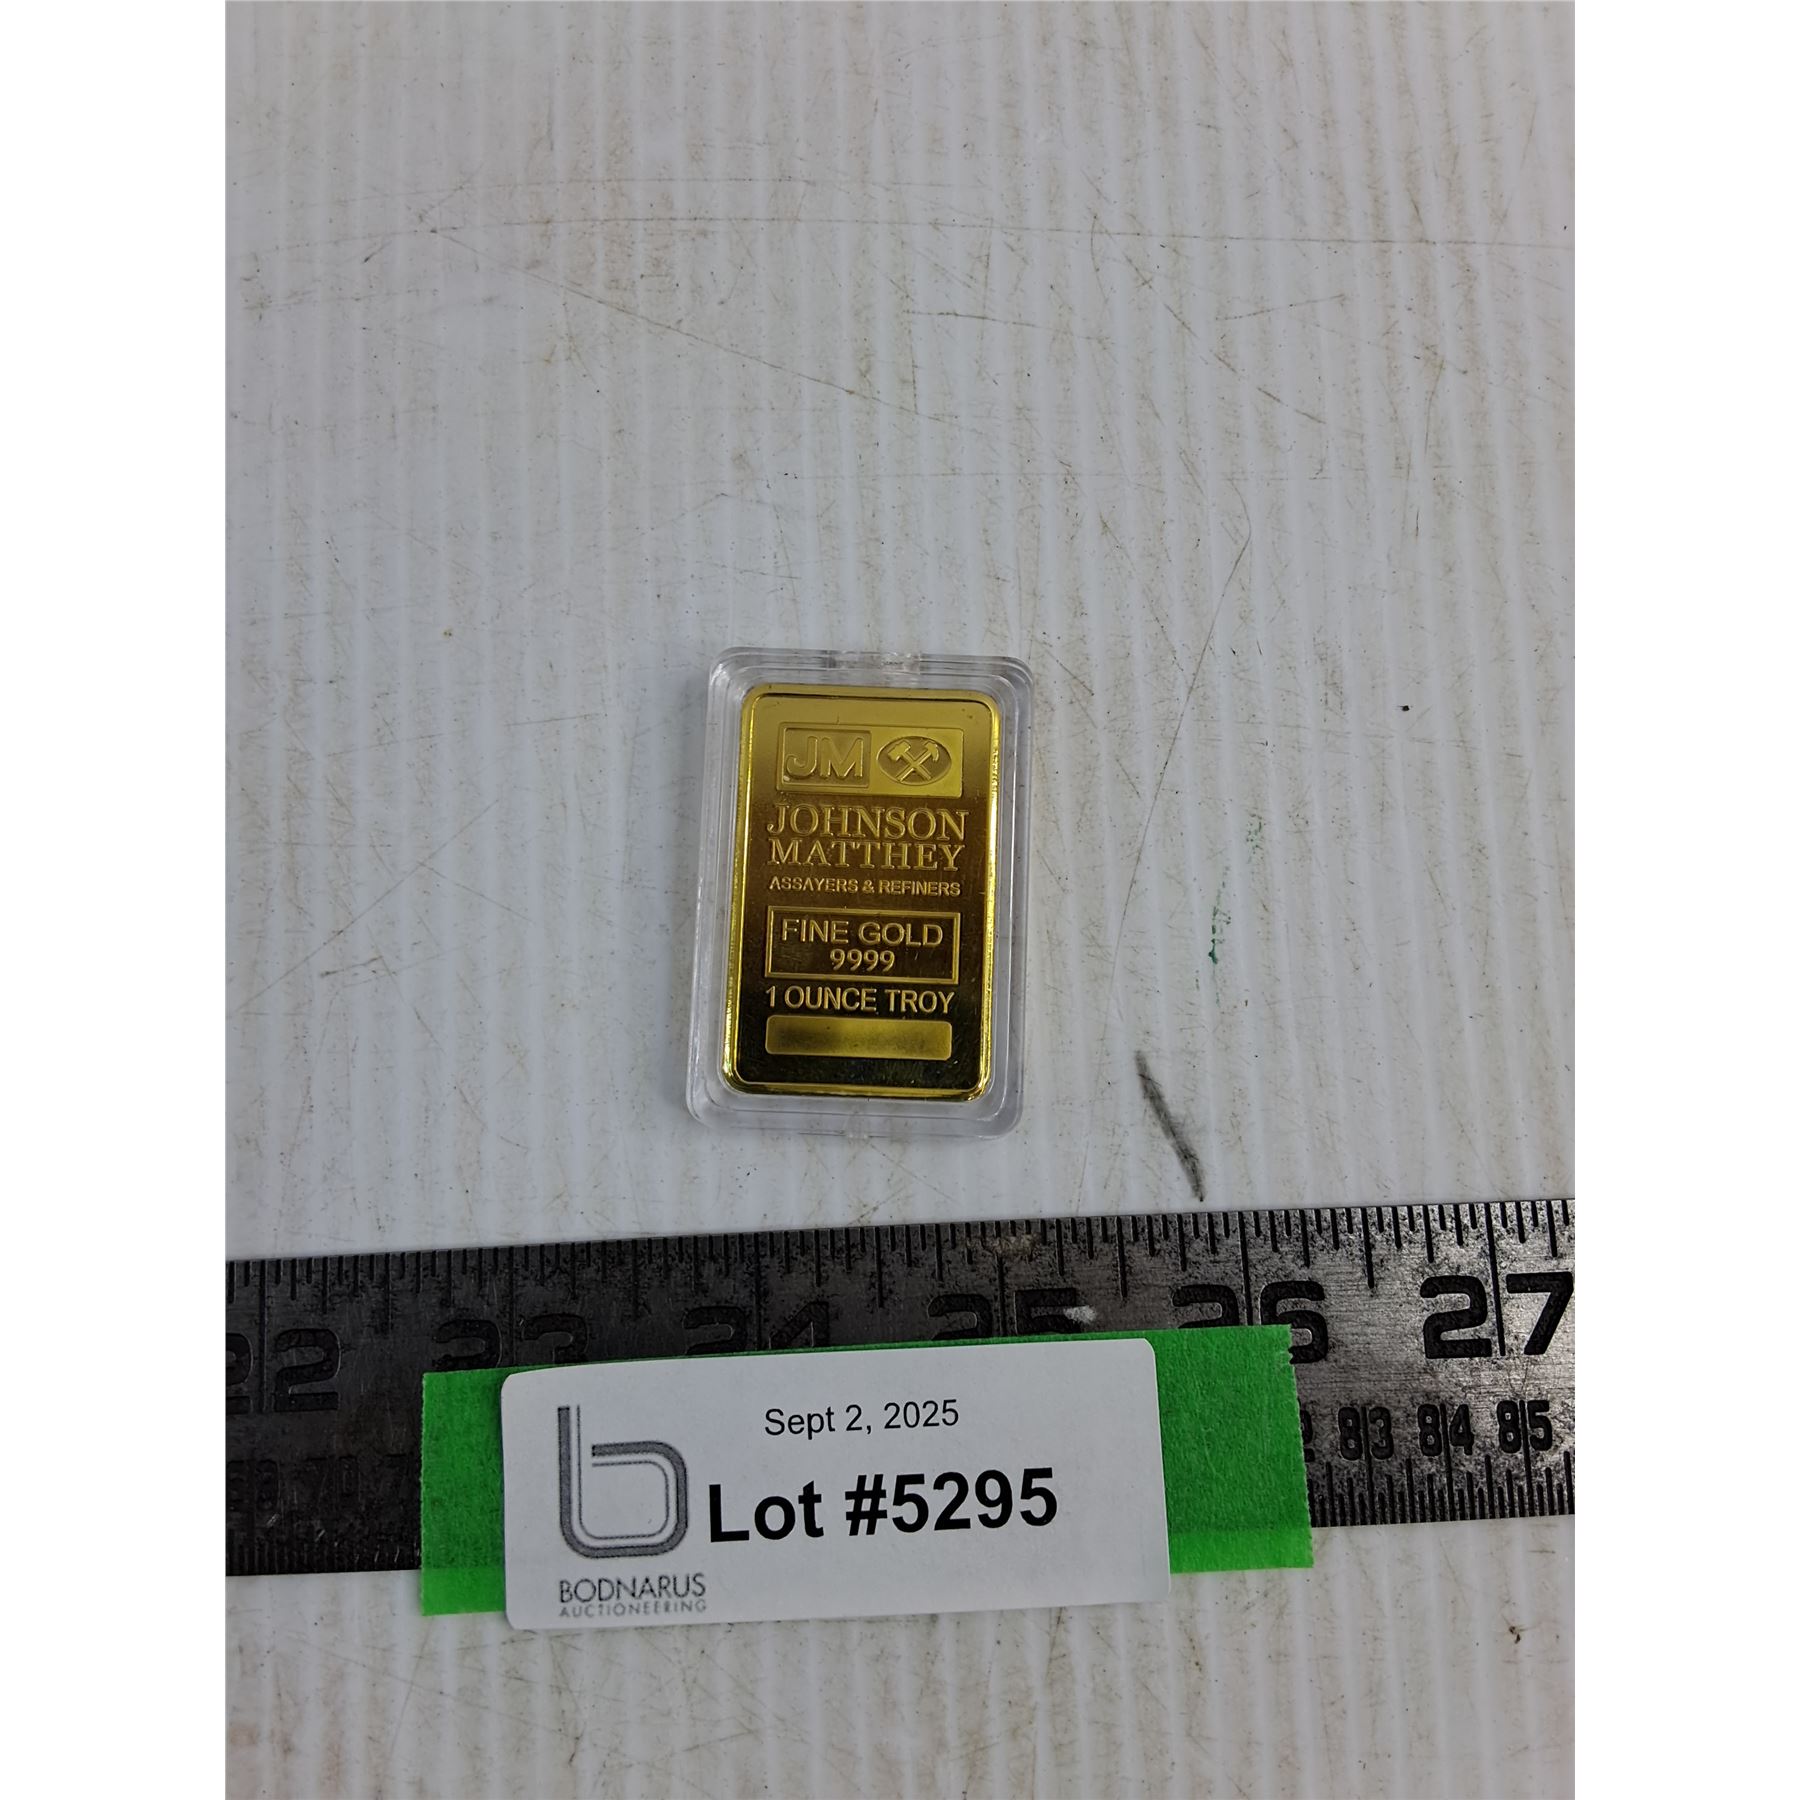 JM
JOHNSON
MATTHEY
ASSAYERS & REFINERS
FINE GOLD
9999
1 OUNCE TROY
22 23 24 25 26 27
83 84 85
Sept 2, 2025
Lot #5295
b
BODNARUS
AUCTIONEERING